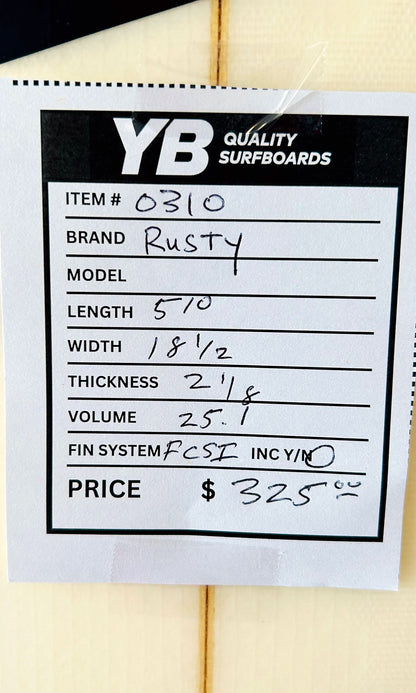 YB QUALITY
SURFBOARDS
ITEM # 0310
BRAND Rusty
MODEL
LENGTH 5'10
WIDTH 18 1/2
THICKNESS 2 1/8
VOLUME 25.1
FIN SYSTEM FCSI INC Y/N
PRICE $ 325.00